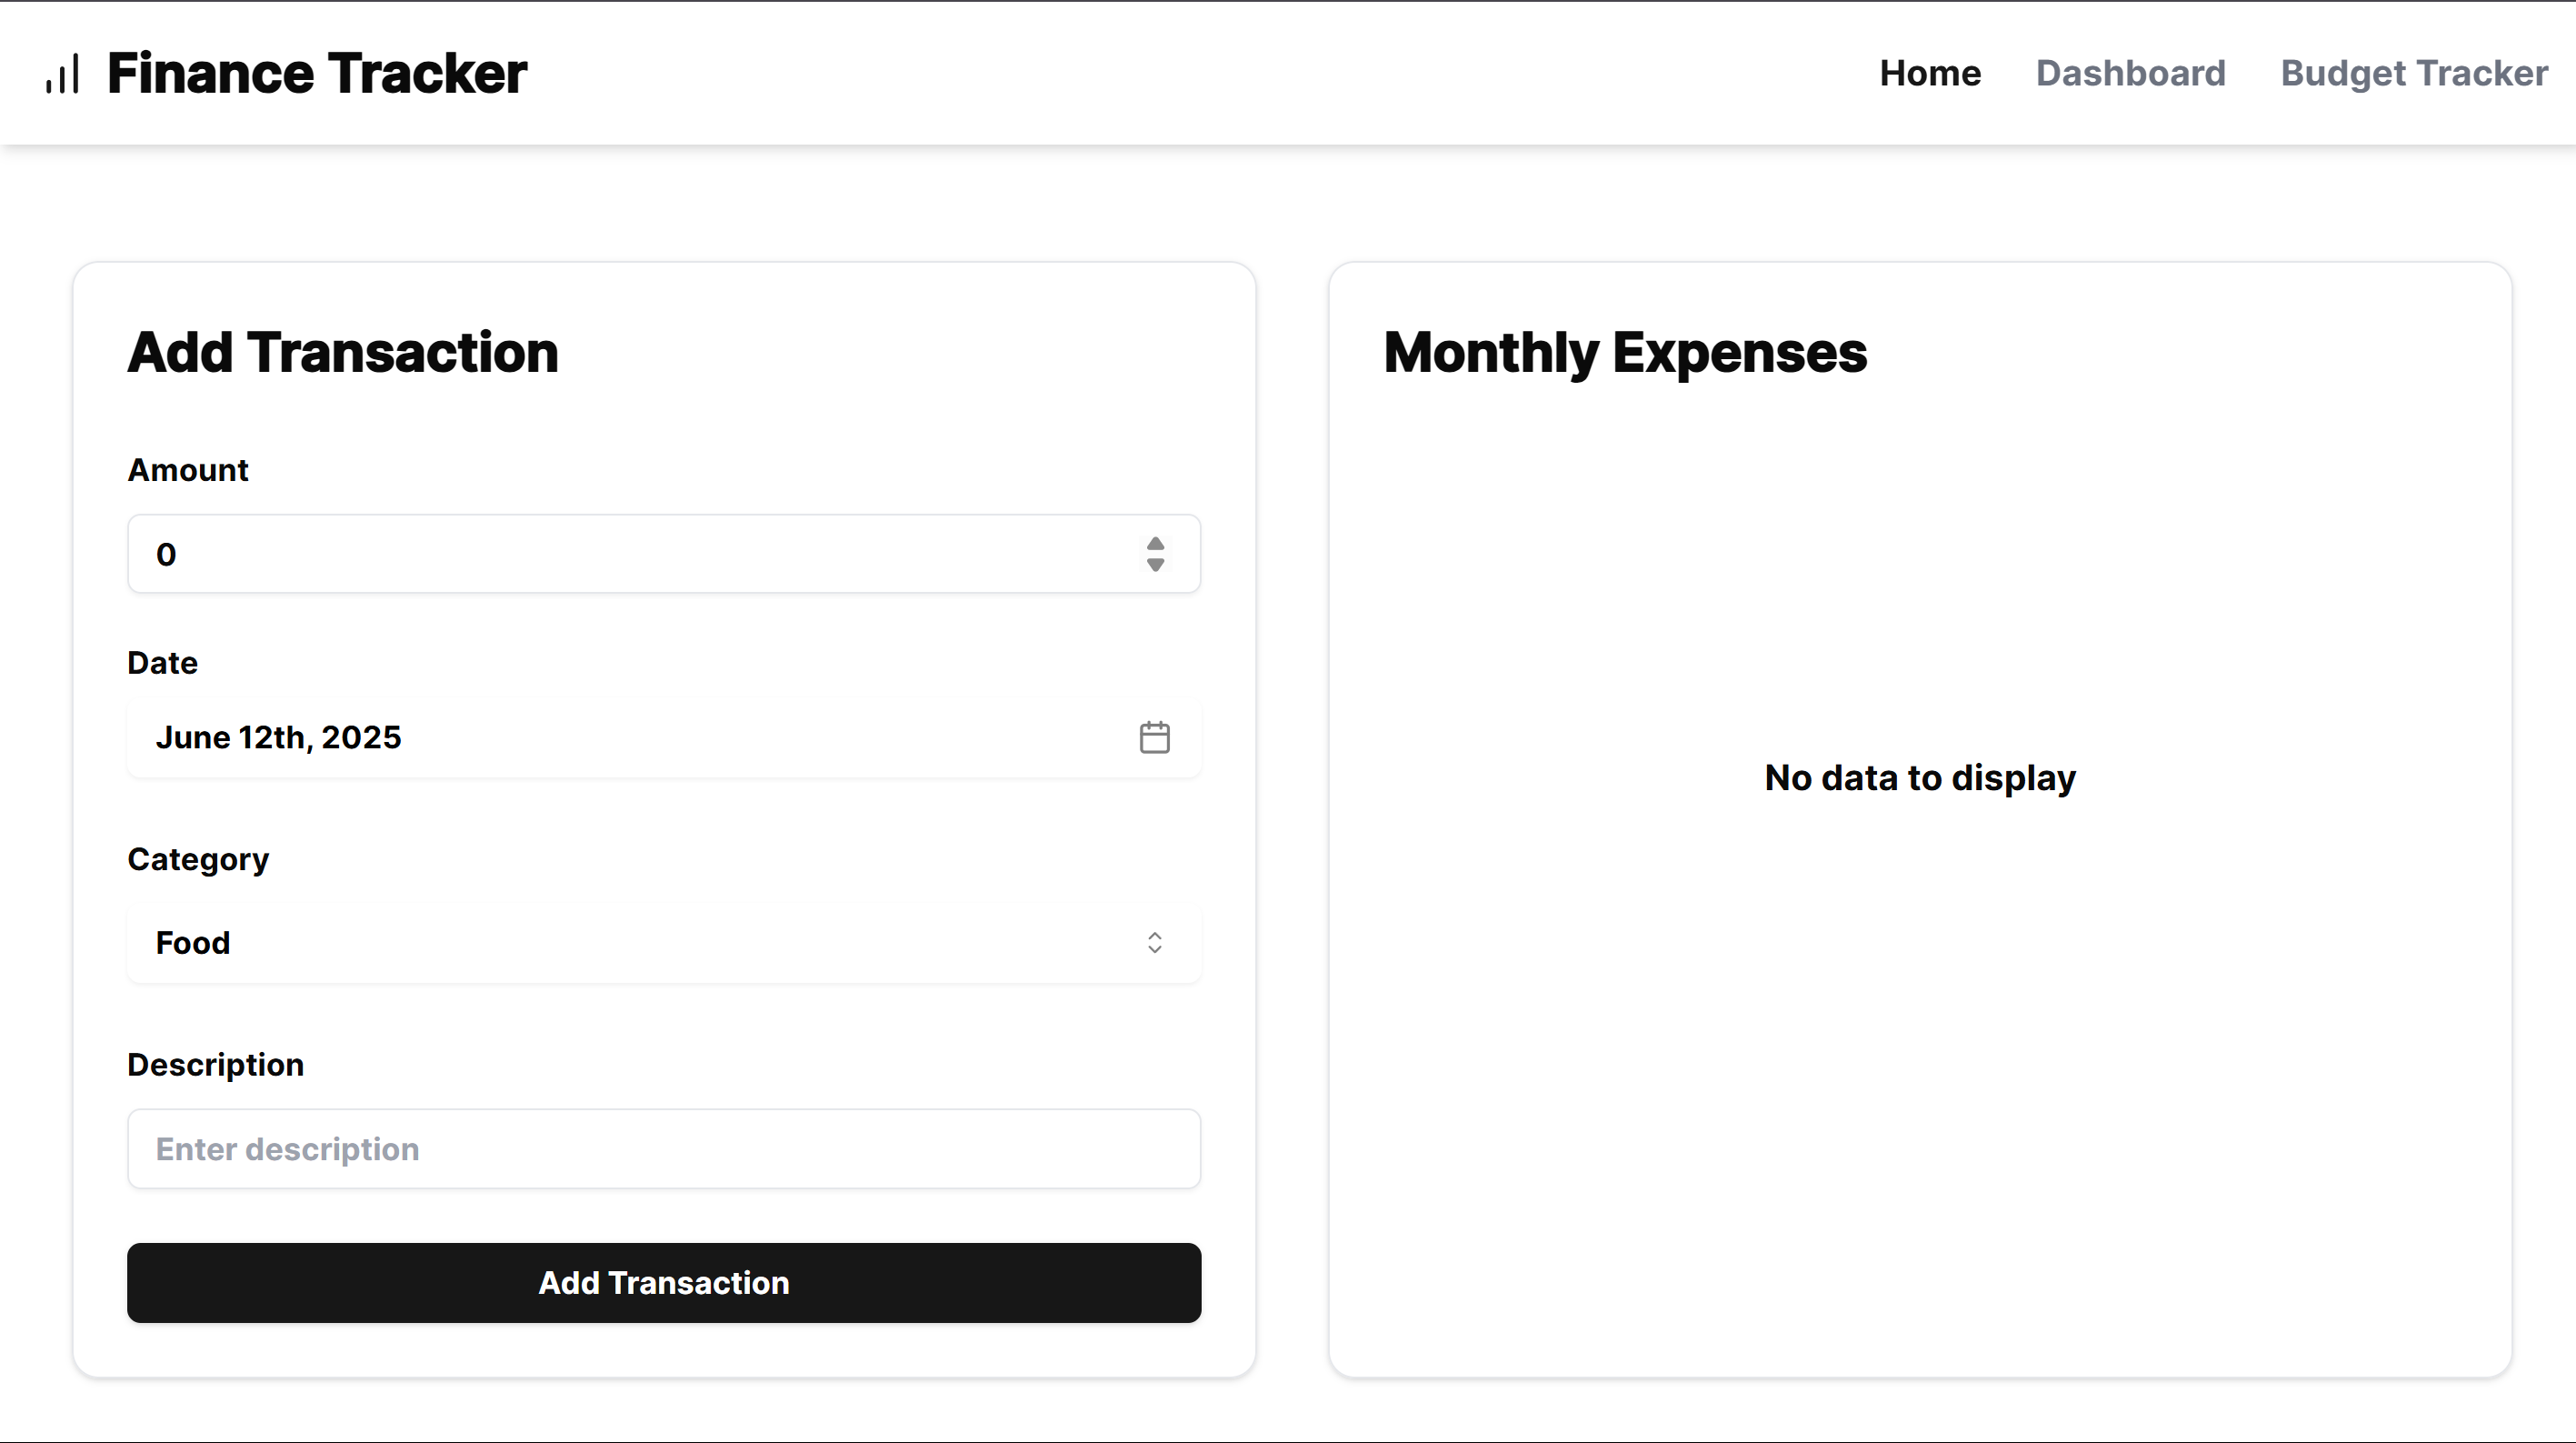 Finance Tracker
Home Dashboard Budget Tracker
Add Transaction
Amount
0
Date
June 12th, 2025
Category
Food
Description
Enter description
Add Transaction
Monthly Expenses
No data to display